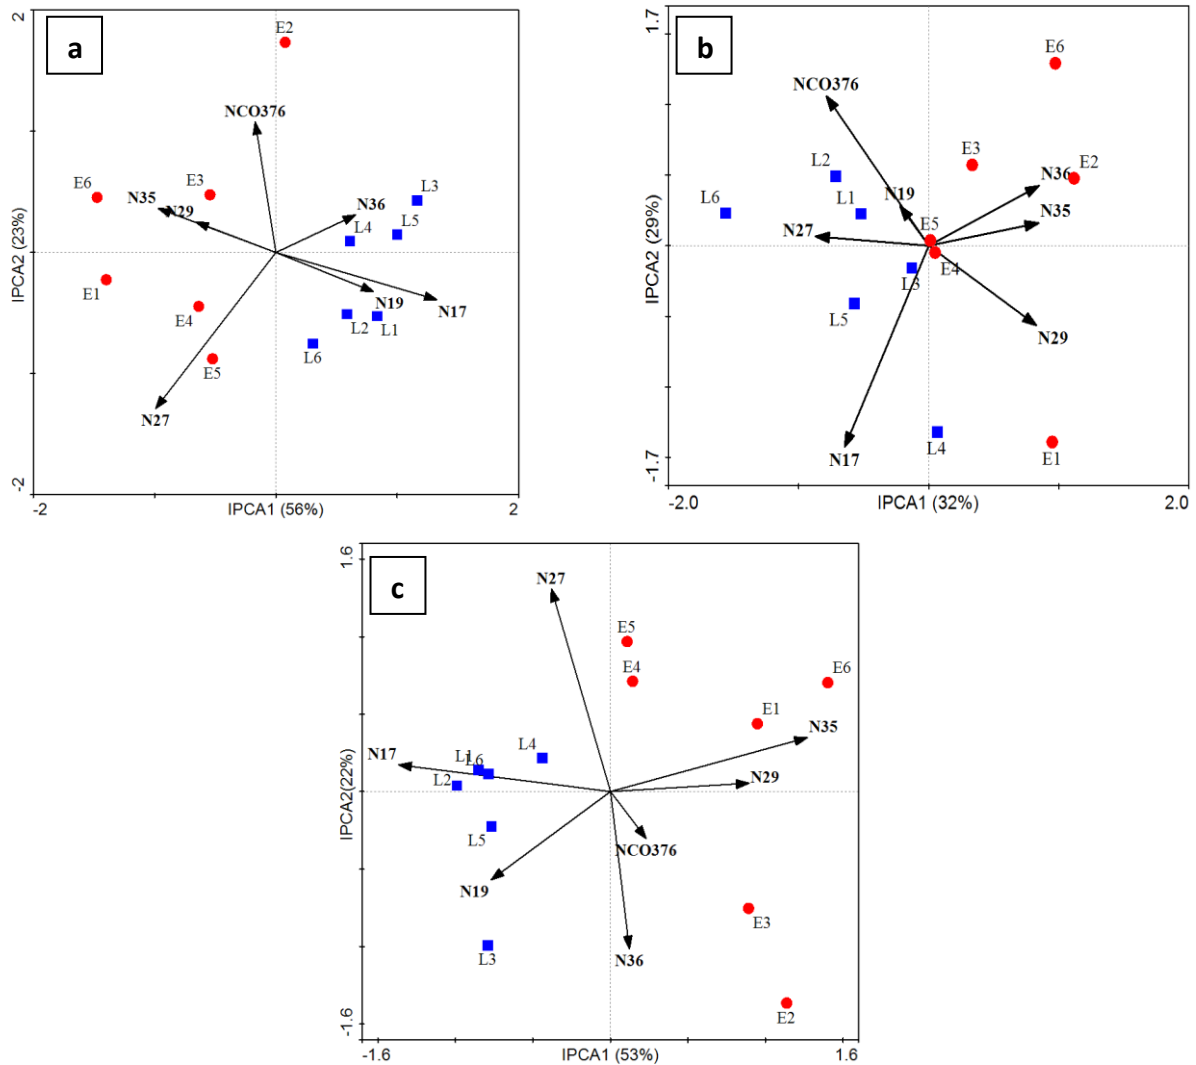 a
2
E2
NCO376
E6
E3
N35
N29
L3
N36
L5
L4
IPCA2 (23%)
E1
E4
N19
N17
L2
L1
L6
E5
N27
-2
-2
IPCA1 (56%)
2
b
1.7
E6
NCO376
E3
L2
N36
E2
L6
L1
N19
N35
N27
E5
E4
L3
IPCA2 (29%)
L5
N29
L4
N17
E1
-1.7
-2.0
IPCA1 (32%)
2.0
c
1.6
N27
E5
E4
E6
E1
N35
L4
N17
L1
L6
L2
N29
IPCA2(22%)
L5
NCO376
N19
E3
L3
N36
E2
-1.6
-1.6
IPCA1 (53%)
1.6